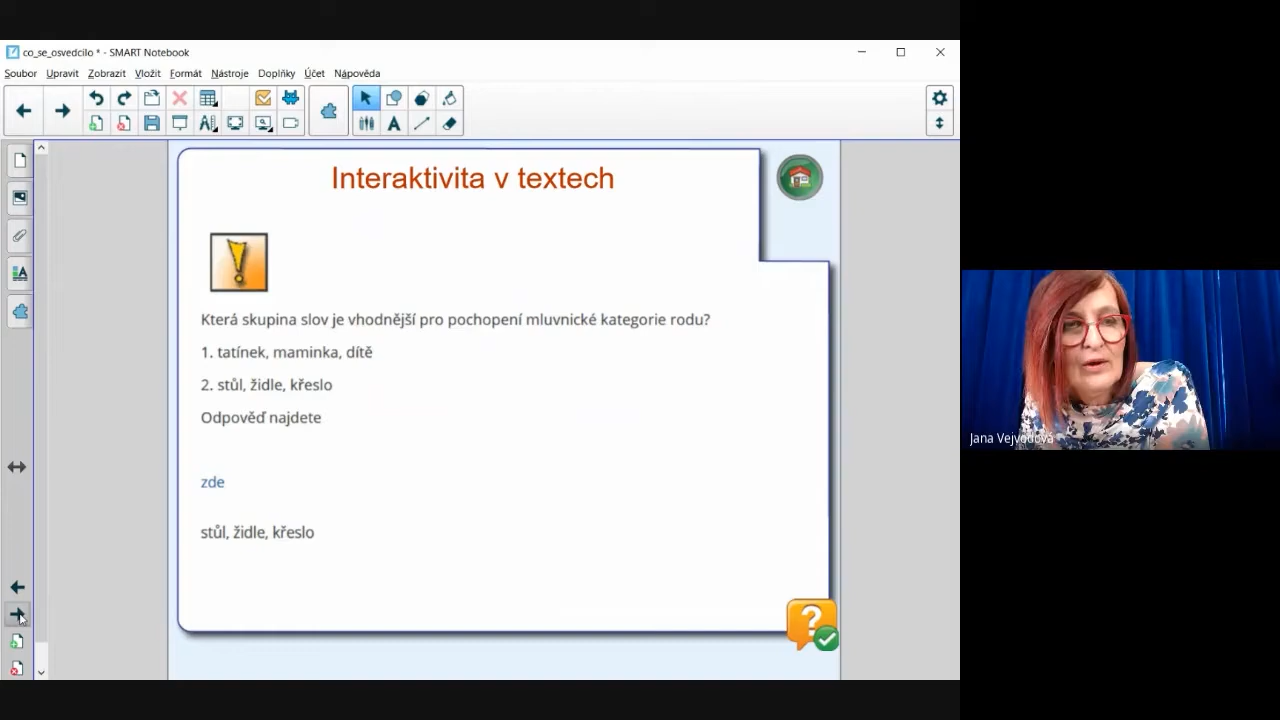 co_se_osvedcilo * - SMART Notebook
Soubor Upravit Zobrazit Vložit Formát Nástroje Doplňky Účet Nápověda
Interaktivita v textech
Která skupina slov je vhodnější pro pochopení mluvnické kategorie rodu?
1. tatínek, maminka, dítě
2. stůl, židle, křeslo
Odpověď najdete
zde
stůl, židle, křeslo
Jana Vejvodová